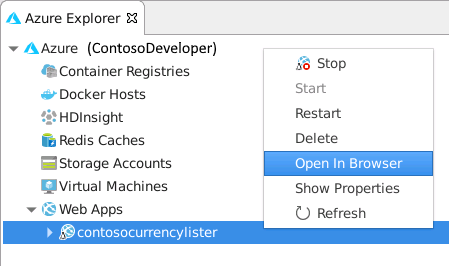 Azure Explorer
Azure (ContosoDeveloper)
Container Registries
Docker Hosts
HDInsight
Redis Caches
Storage Accounts
Virtual Machines
Web Apps
contosocurrencylister
Stop
Start
Restart
Delete
Open In Browser
Show Properties
Refresh